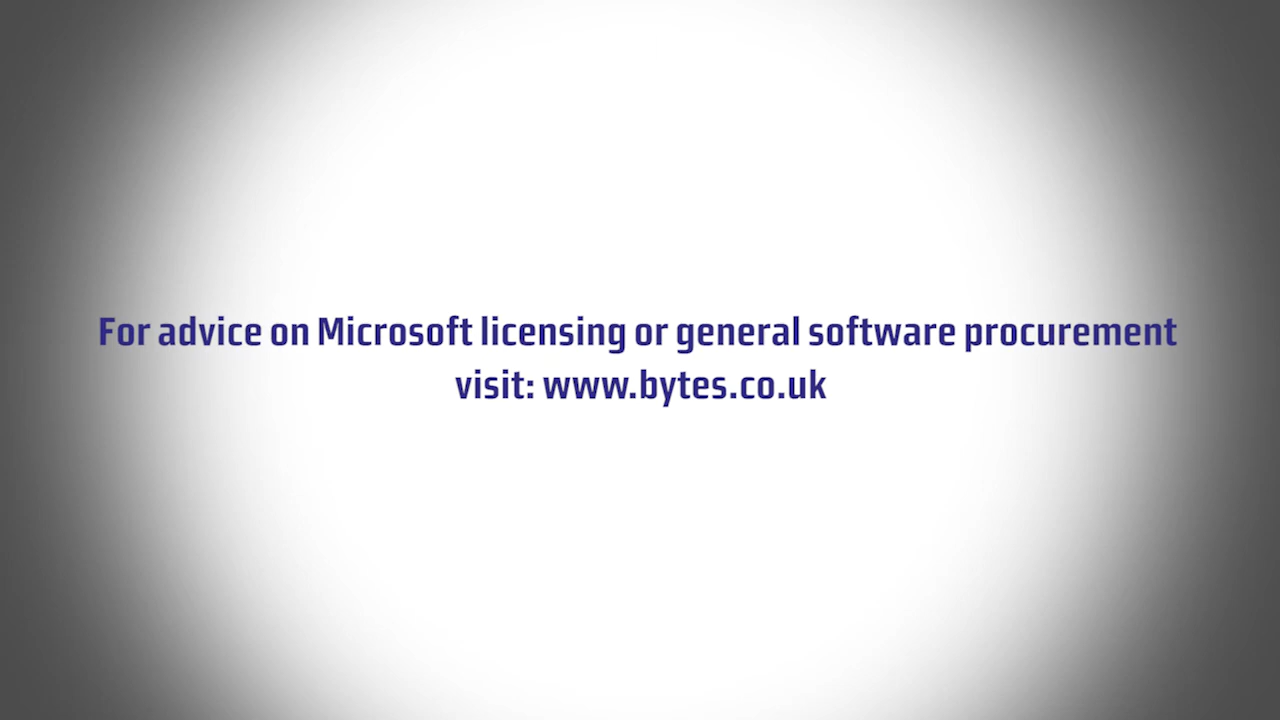 For advice on Microsoft licensing or general software procurement
visit: www.bytes.co.uk